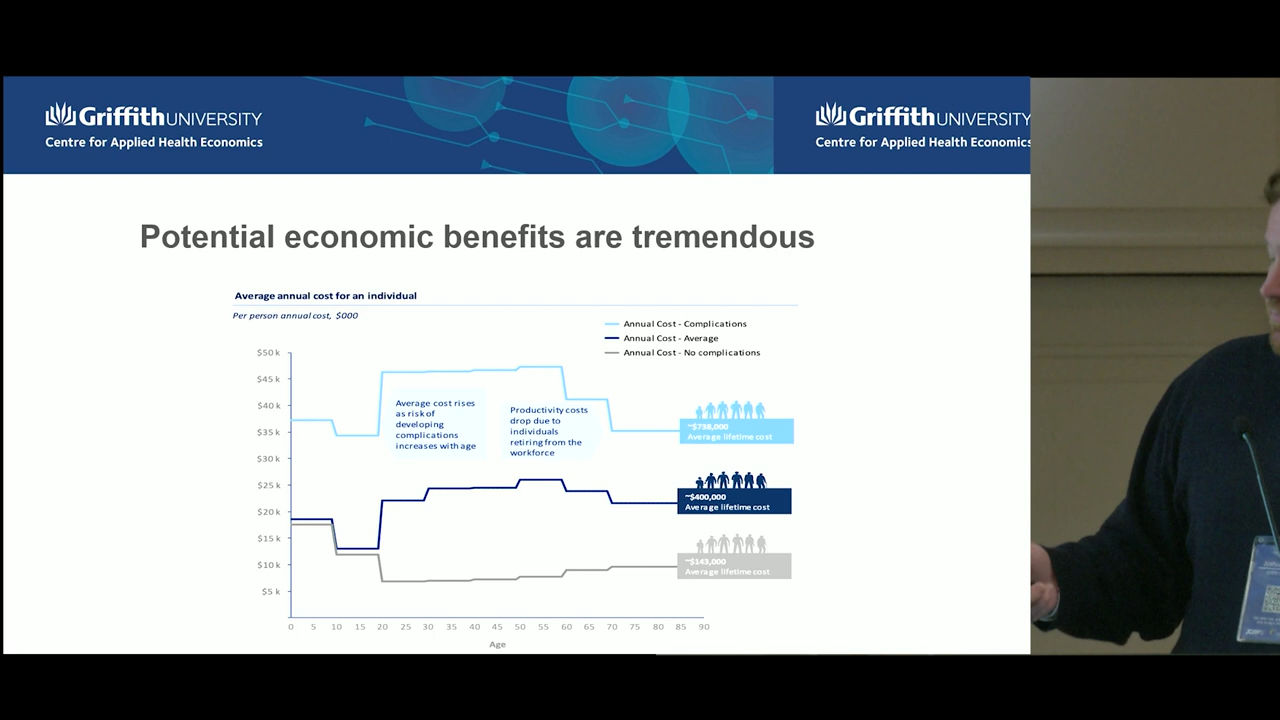 Griffith UNIVERSITY
Centre for Applied Health Economics
Griffith UNIVERSITY
Centre for Applied Health Economics
Potential economic benefits are tremendous
Average annual cost for an individual
Per person annual cost, $000
Annual Cost - Complications
Annual Cost - Average
Annual Cost - No complications
$50 k
$45 k
$40 k
$35 k
$30 k
$25 k
$20 k
$15 k
$10 k
$5 k
Average cost rises
as risk of
developing
complications
increases with age
Productivity costs
drop due to
individuals
retiring from the
workforce
~$738,000
Average lifetime cost
~$400,000
Average lifetime cost
~$143,000
Average lifetime cost
0 5 10 15 20 25 30 35 40 45 50 55 60 65 70 75 80 85 90
Age